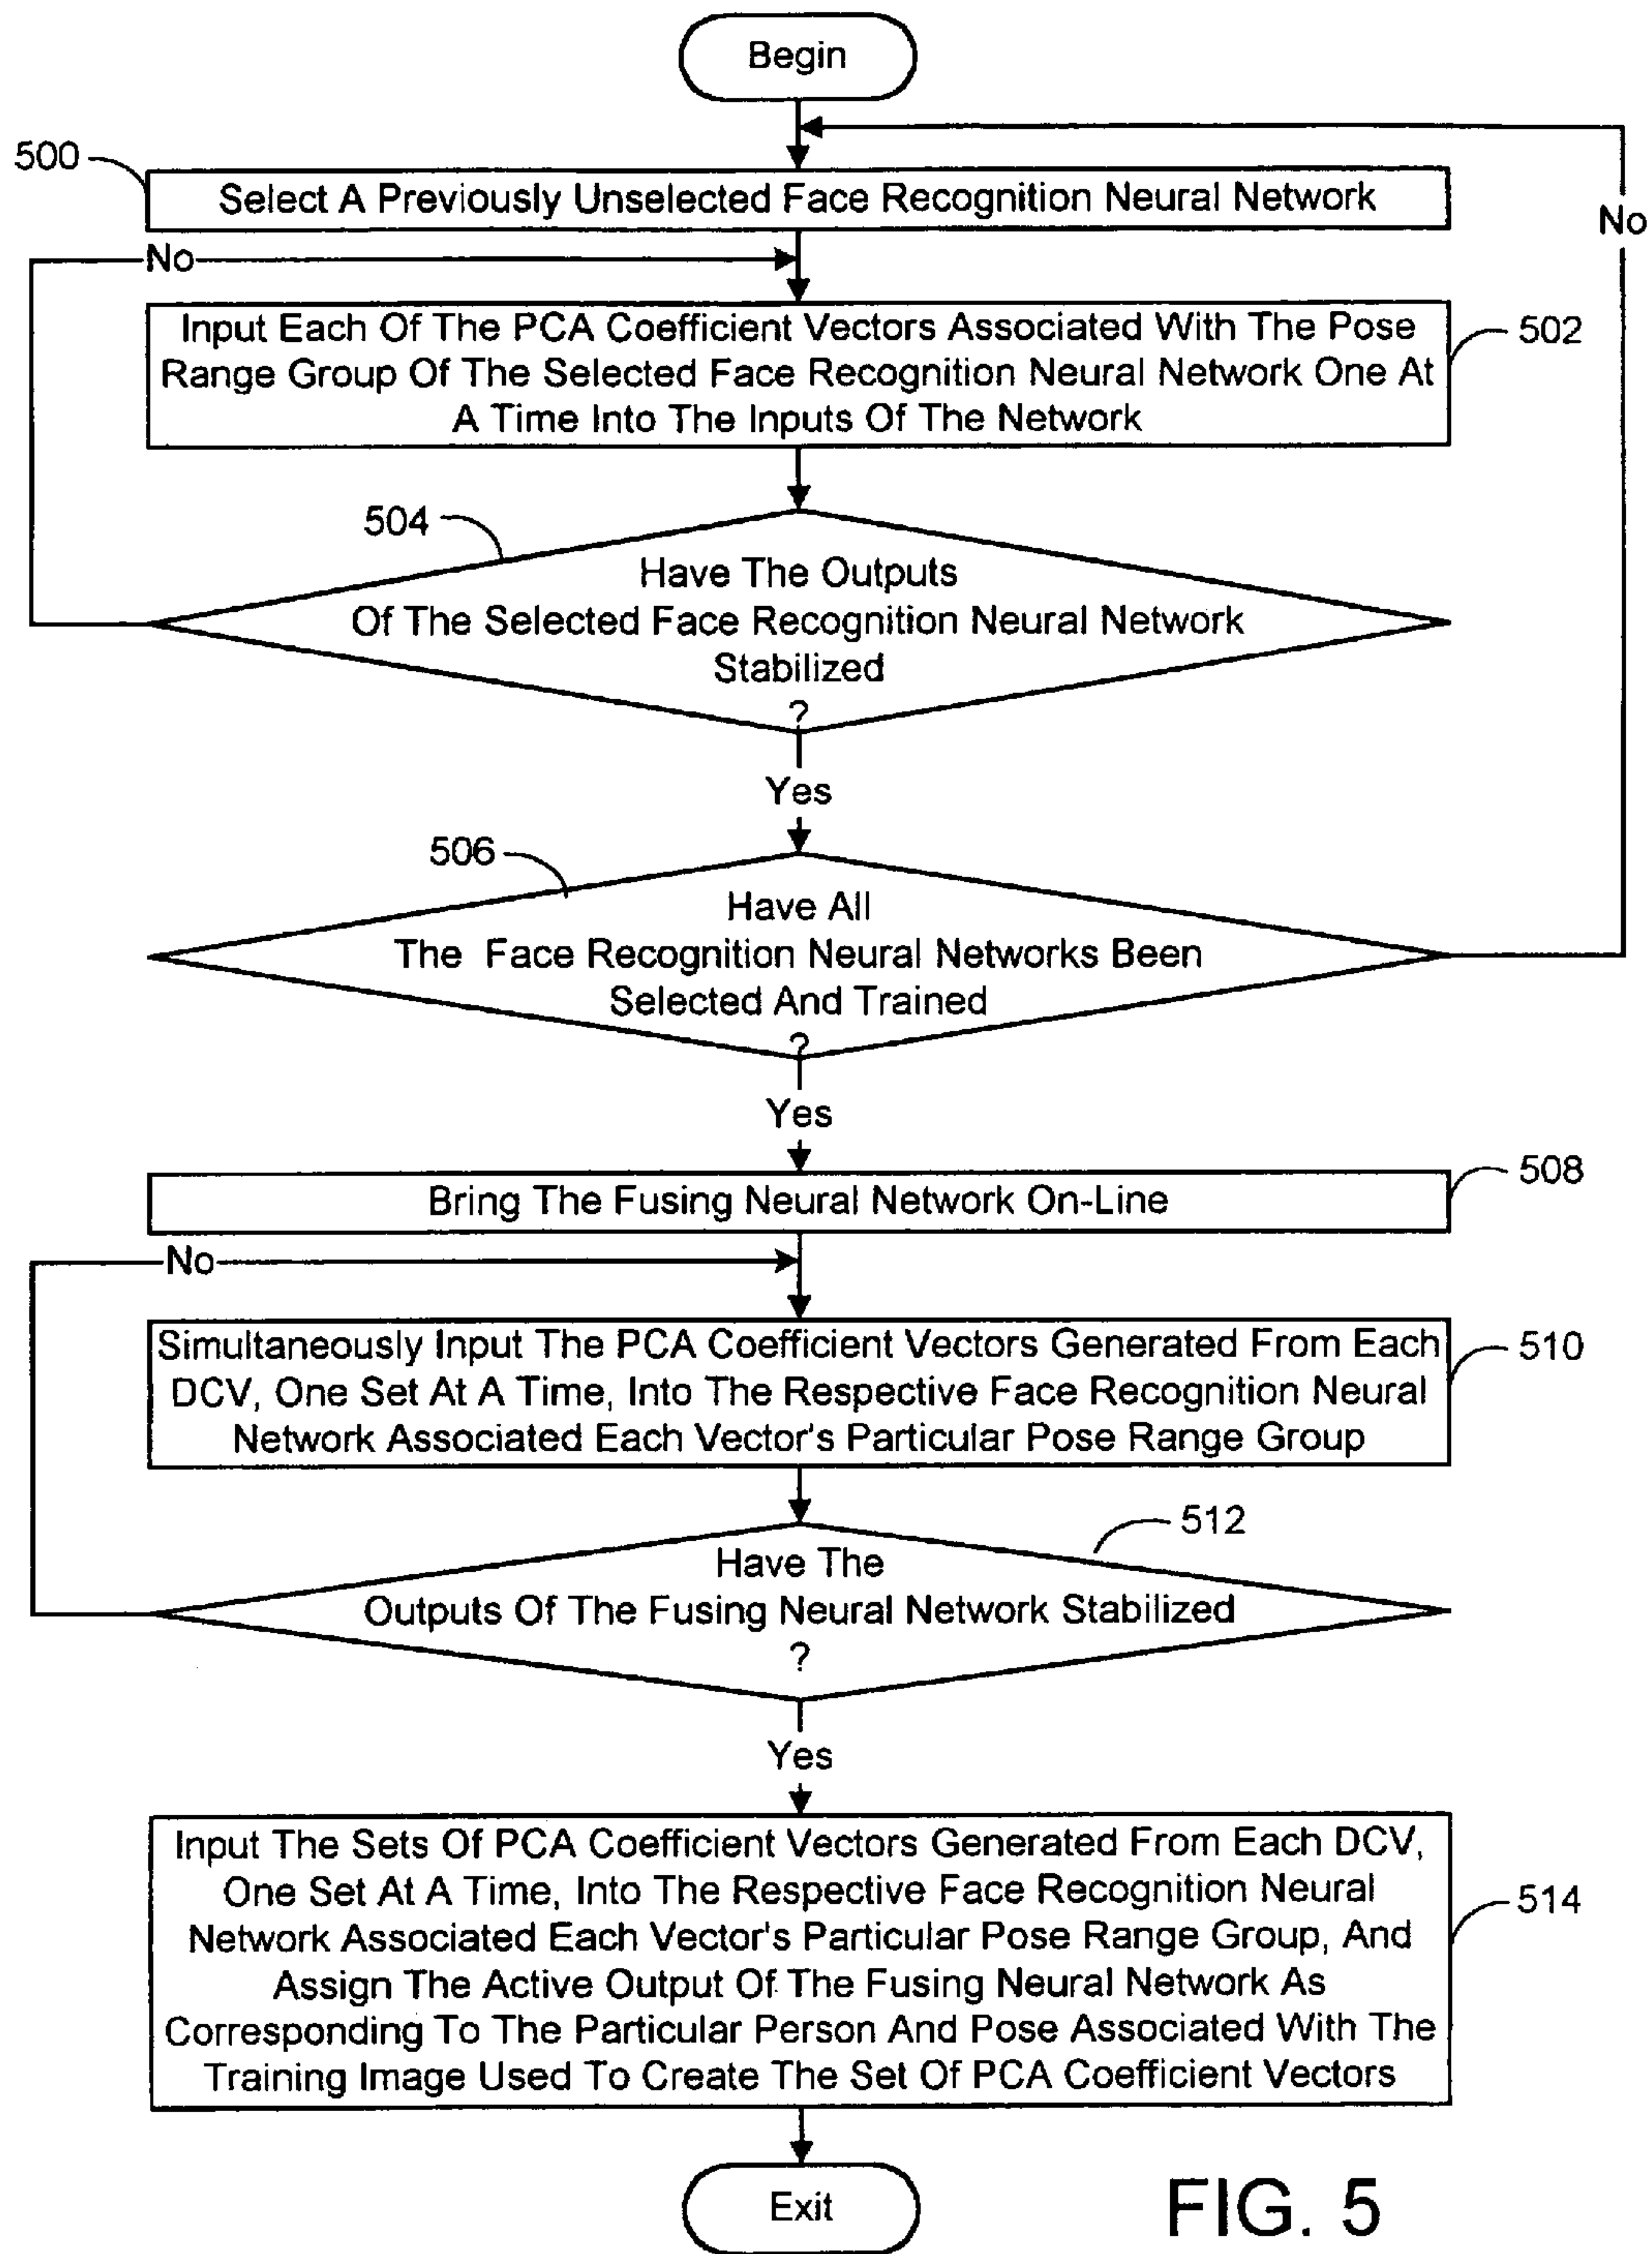 Begin
500
Select A Previously Unselected Face Recognition Neural Network
No
No
Input Each Of The PCA Coefficient Vectors Associated With The Pose
Range Group Of The Selected Face Recognition Neural Network One At
A Time Into The Inputs Of The Network
502
504
Have The Outputs
Of The Selected Face Recognition Neural Network
Stabilized
?
Yes
506
Have All
The Face Recognition Neural Networks Been
Selected And Trained
?
Yes
508
Bring The Fusing Neural Network On-Line
No
Simultaneously Input The PCA Coefficient Vectors Generated From Each
DCV, One Set At A Time, Into The Respective Face Recognition Neural
Network Associated Each Vector's Particular Pose Range Group
510
512
Have The
Outputs Of The Fusing Neural Network Stabilized
?
Yes
Input The Sets Of PCA Coefficient Vectors Generated From Each DCV,
One Set At A Time, Into The Respective Face Recognition Neural
Network Associated Each Vector's Particular Pose Range Group, And
Assign The Active Output Of The Fusing Neural Network As
Corresponding To The Particular Person And Pose Associated With The
Training Image Used To Create The Set Of PCA Coefficient Vectors
514
Exit
FIG. 5